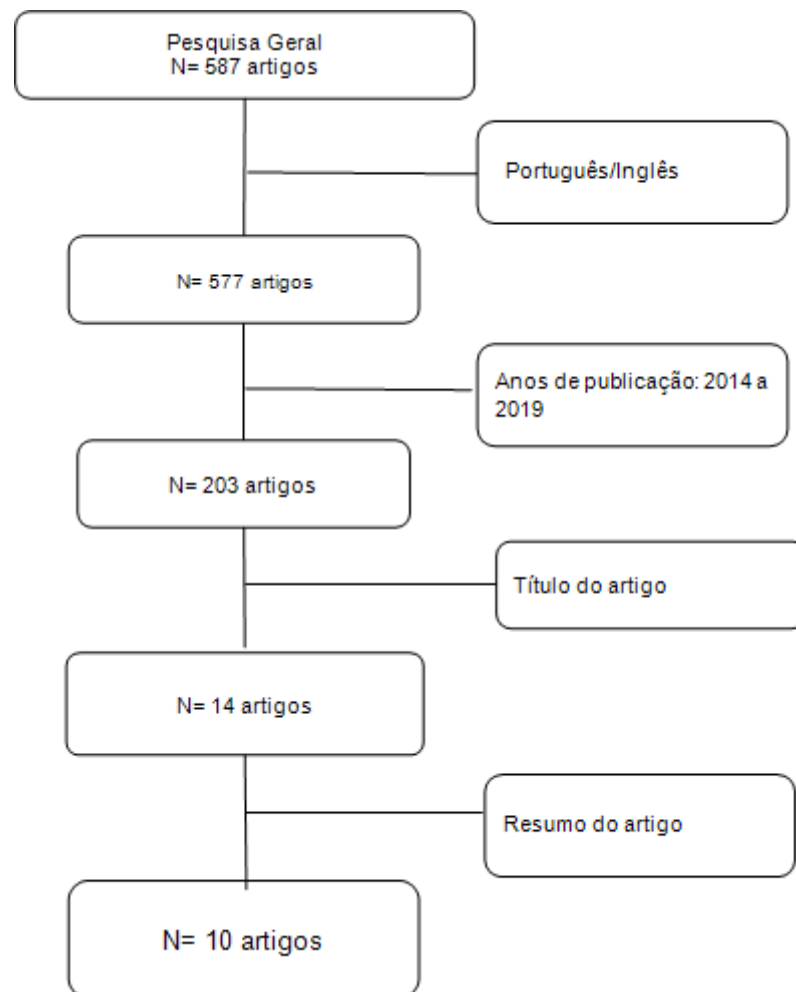 Pesquisa Geral
N= 587 artigos
Português/Inglês
N= 577 artigos
Anos de publicação: 2014 a
2019
N= 203 artigos
Título do artigo
N= 14 artigos
Resumo do artigo
N= 10 artigos